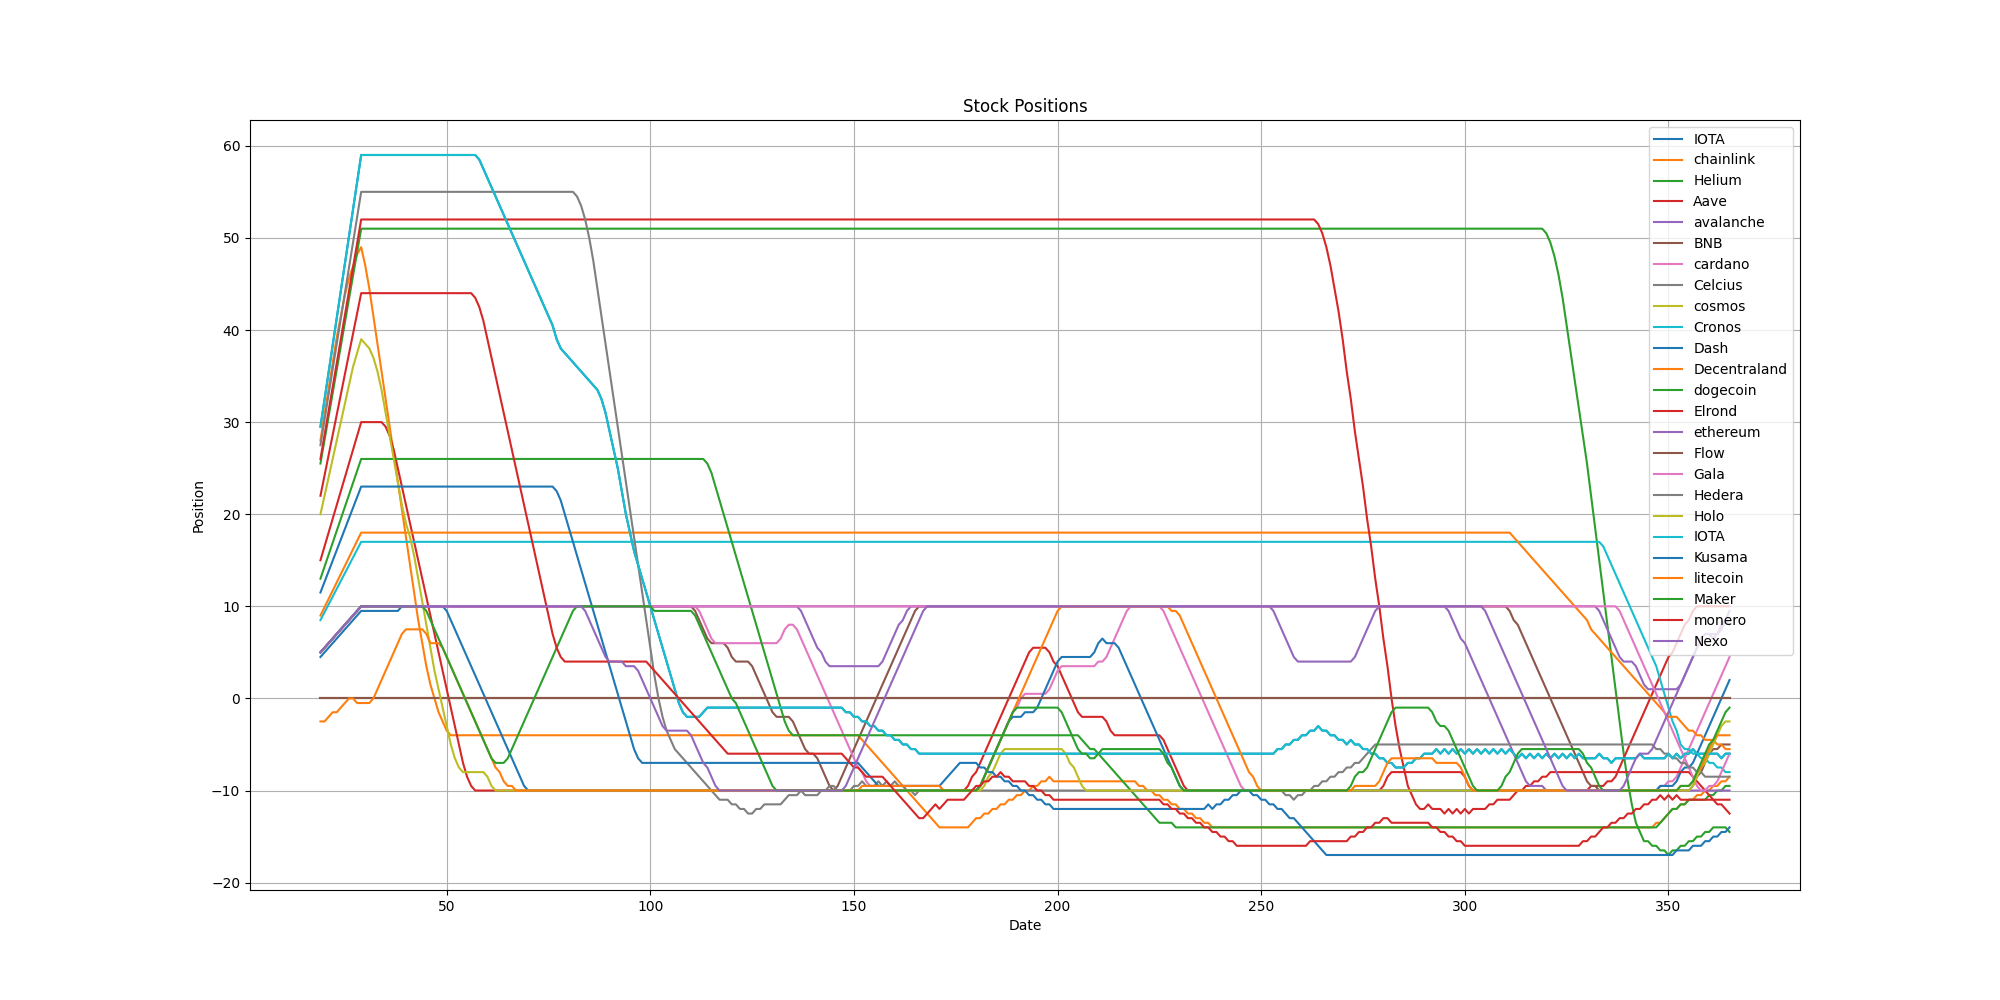 Stock Positions
60
50
40
30
20
10
0
−10
−20
Position
50
100
150
200
250
300
350
Date
IOTA
chainlink
Helium
Aave
avalanche
BNB
cardano
Celcius
cosmos
Cronos
Dash
Decentraland
dogecoin
Elrond
ethereum
Flow
Gala
Hedera
Holo
IOTA
Kusama
litecoin
Maker
monero
Nexo